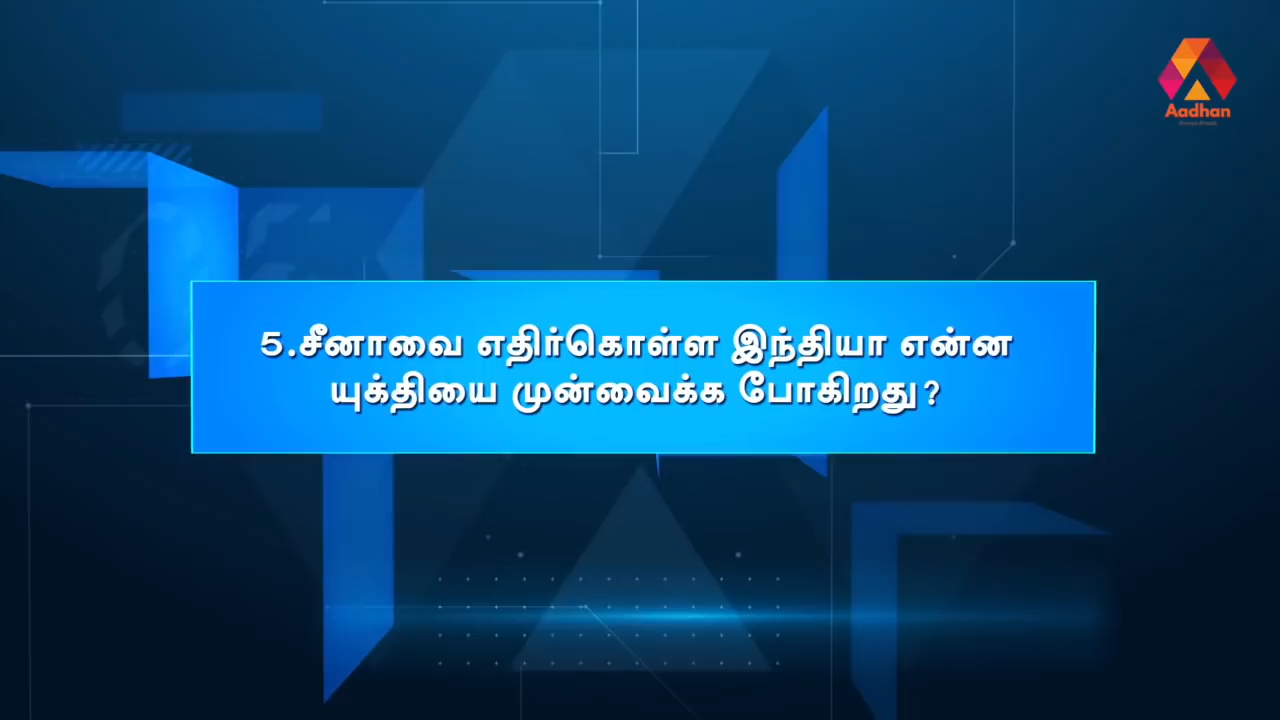 Aadhan
5.சீனாவை எதிர்கொள்ள இந்தியா என்ன
யுக்தியை முன்வைக்க போகிறது?